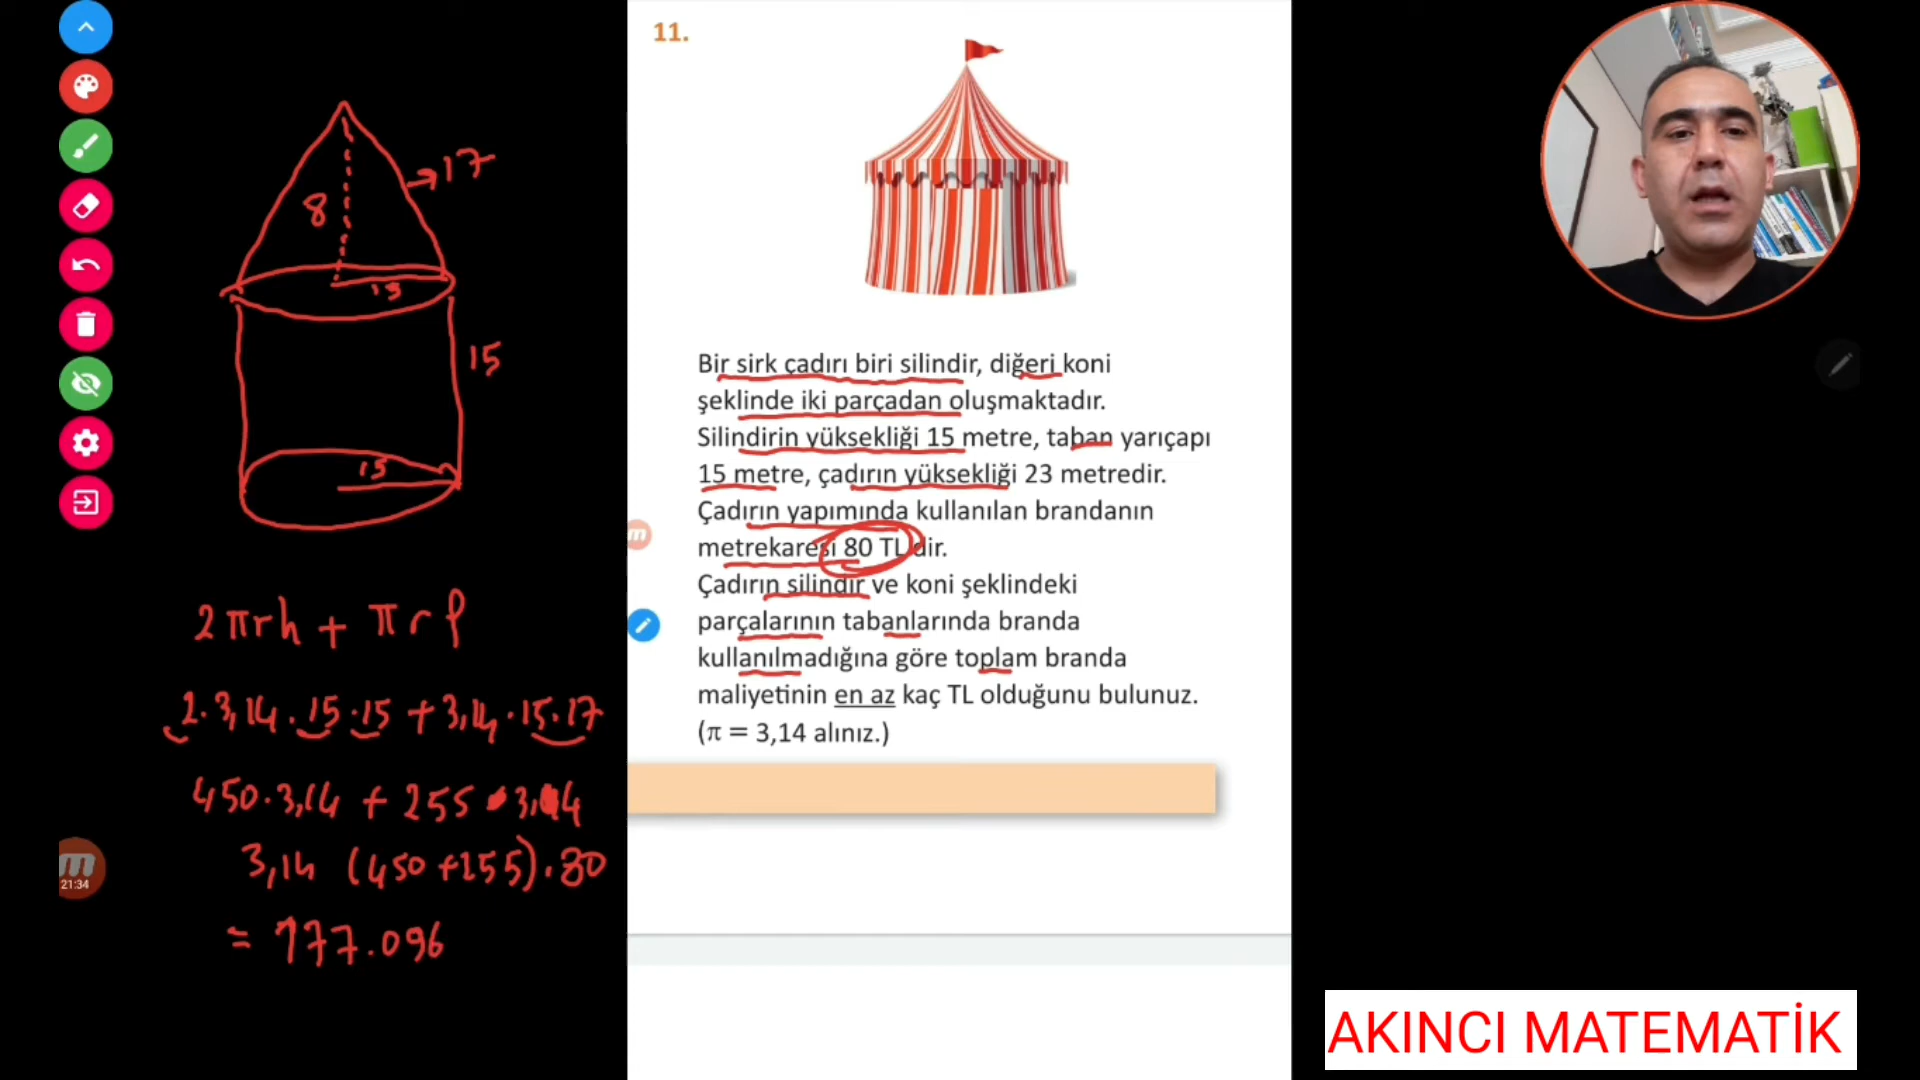 8
17
15
15
15
2πrh + πrl
2.3,14.15.15 + 3,14.15.17
450.3,14 + 255.3,14
3,14 (450+255).80
= 177.096
21:34
11.
Bir sirk çadırı biri silindir, diğeri koni
şeklinde iki parçadan oluşmaktadır.
Silindirin yüksekliği 15 metre, taban yarıçapı
15 metre, çadırın yüksekliği 23 metredir.
Çadırın yapımında kullanılan brandanın
metrekaresi 80 TL'dir.
Çadırın silindir ve koni şeklindeki
parçalarının tabanlarında branda
kullanılmadığına göre toplam branda
maliyetinin en az kaç TL olduğunu bulunuz.
(π = 3,14 alınız.)
AKINCI MATEMATİK